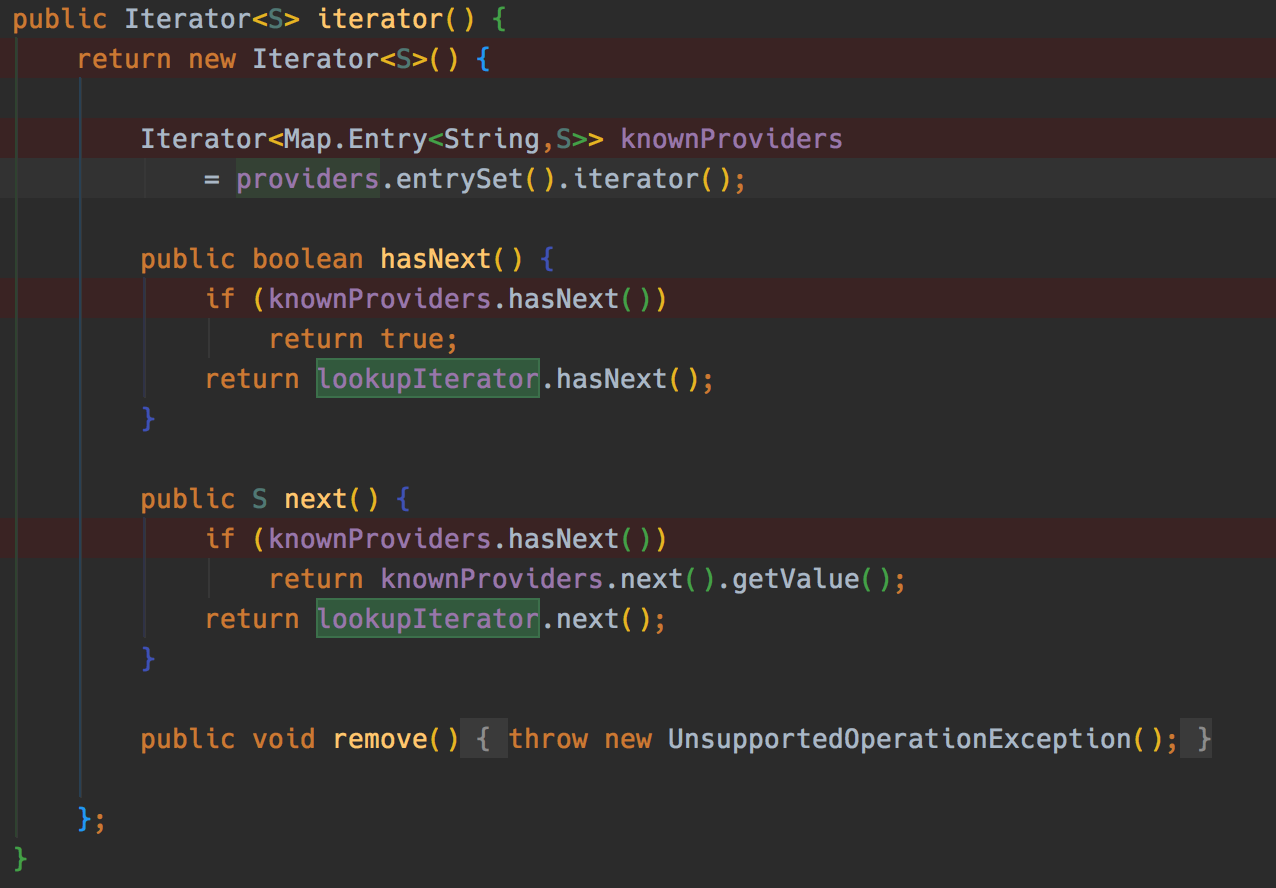 public Iterator<S> iterator() {
return new Iterator<S>() {
Iterator<Map.Entry<String,S>> knownProviders
= providers.entrySet().iterator();
public boolean hasNext() {
if (knownProviders.hasNext())
return true;
return lookupIterator.hasNext();
}
public S next() {
if (knownProviders.hasNext())
return knownProviders.next().getValue();
return lookupIterator.next();
}
public void remove() { throw new UnsupportedOperationException(); }
};
}